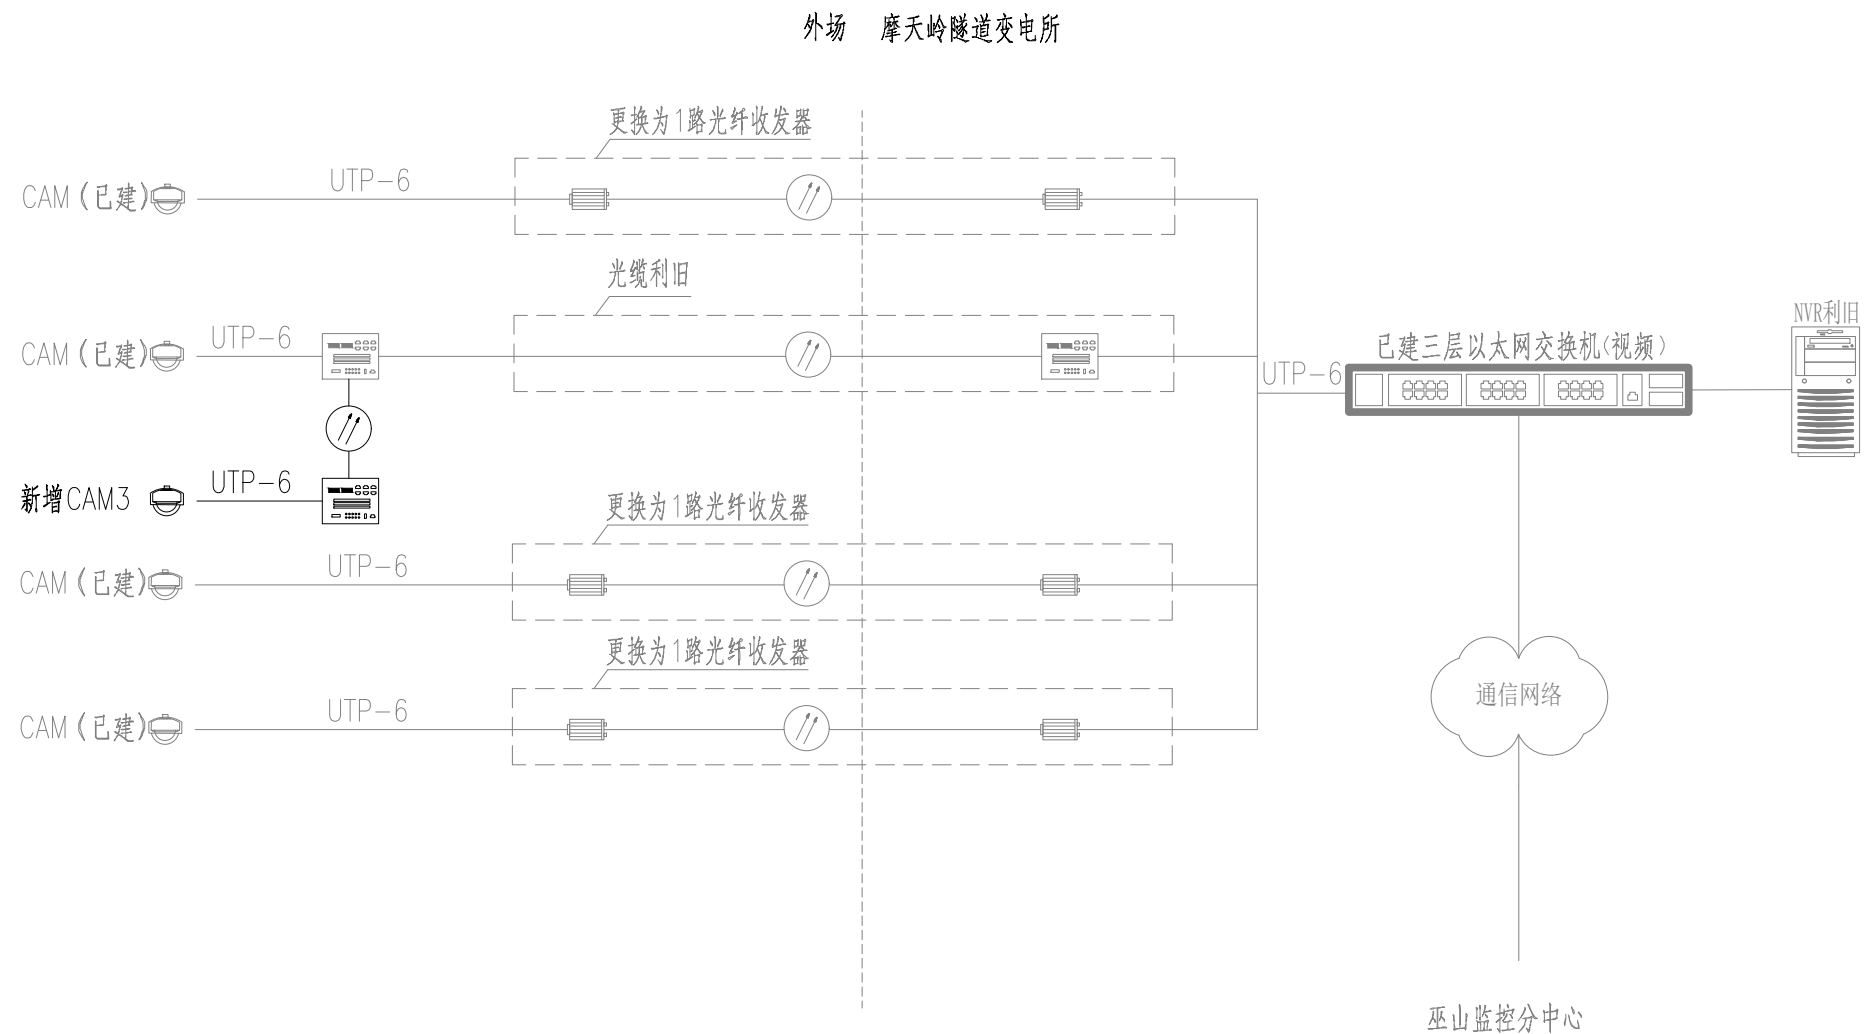 外场 摩天岭隧道变电所
更换为1路光纤收发器
CAM(已建)
UTP-6
光缆利旧
CAM(已建)
UTP-6
NVR利旧
已建三层以太网交换机(视频)
UTP-6
新增CAM3
UTP-6
更换为1路光纤收发器
CAM(已建)
UTP-6
更换为1路光纤收发器
CAM(已建)
UTP-6
通信网络
巫山监控分中心